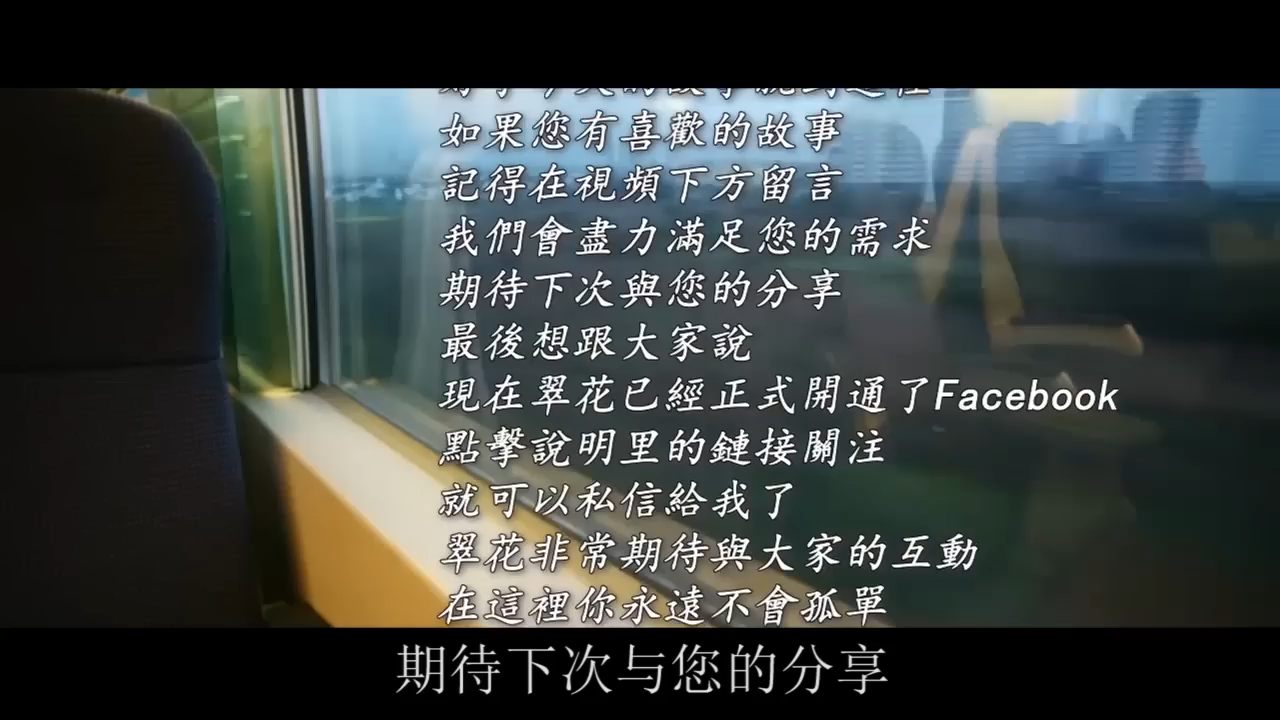 如果您有喜歡的故事
記得在視頻下方留言
我們會盡力滿足您的需求
期待下次與您的分享
最後想跟大家說
現在翠花已經正式開通了Facebook
點擊說明里的鏈接關注
就可以私信給我了
翠花非常期待與大家的互動
在這裡你永遠不會孤單
期待下次与您的分享